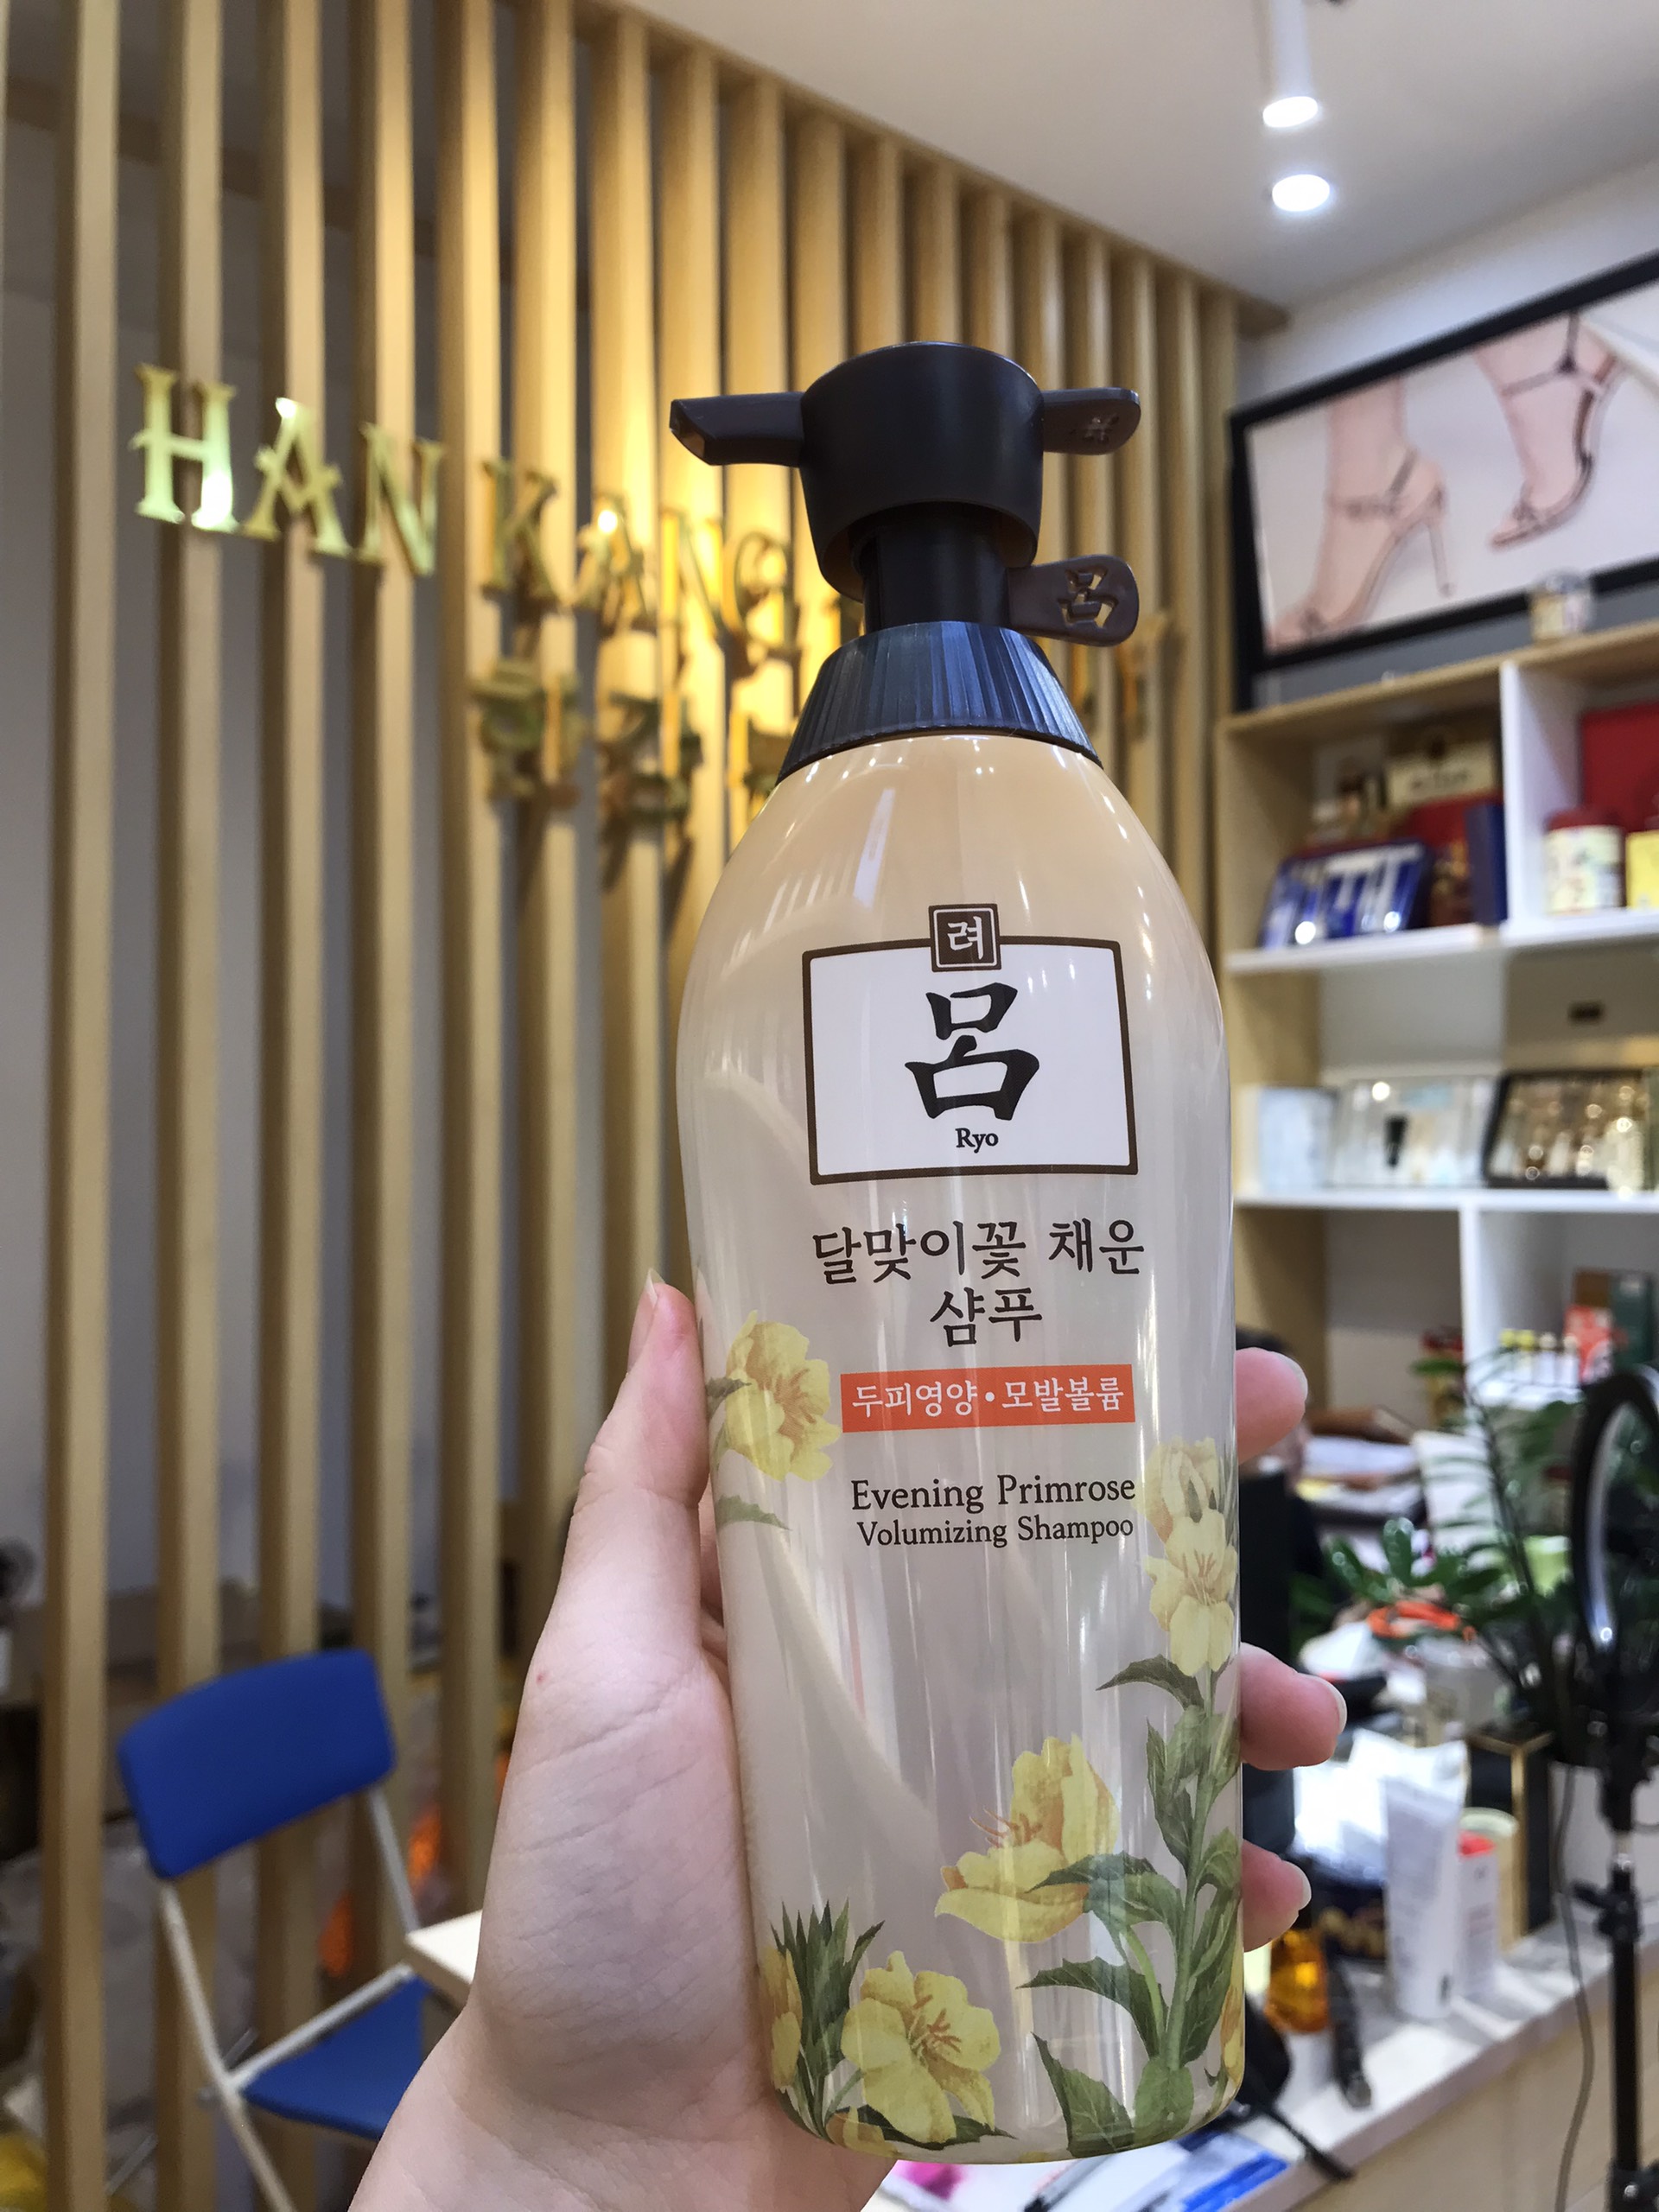 HAN KANG
려
呂
Ryo
달맞이꽃 채운
샴푸
두피영양•모발볼륨
Evening Primrose
Volumizing Shampoo
呂